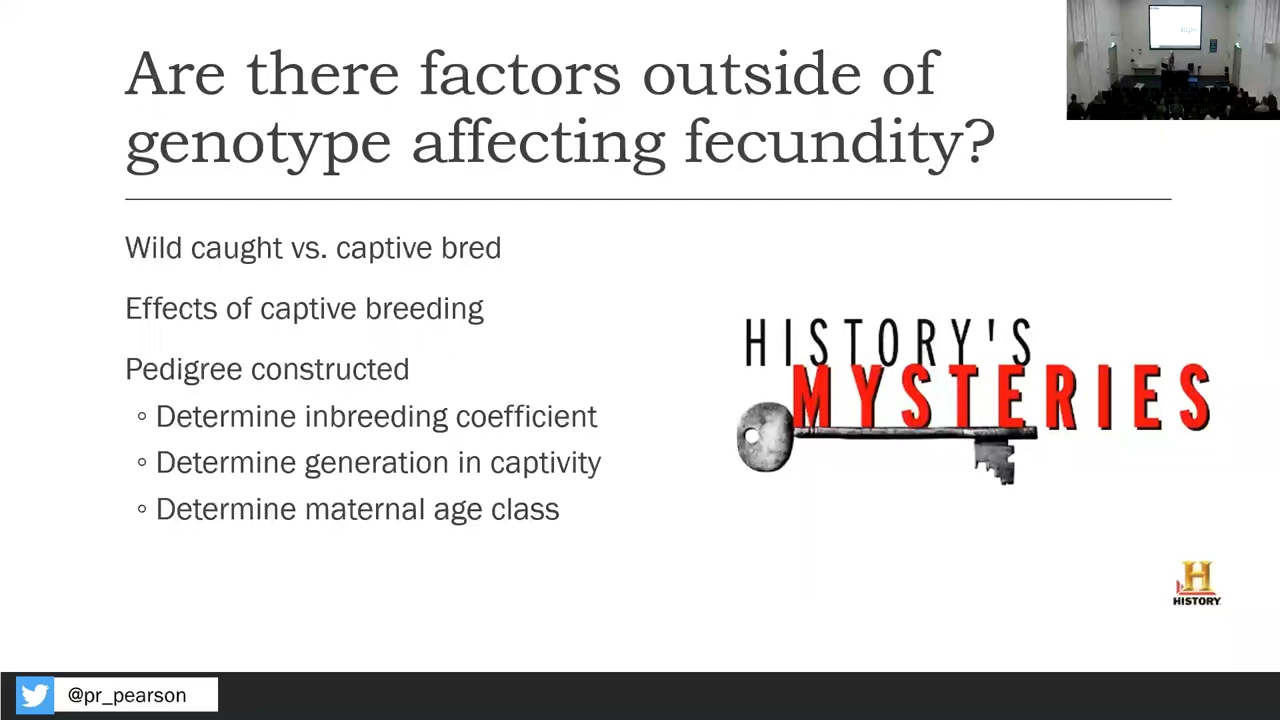 Are there factors outside of
genotype affecting fecundity?
Wild caught vs. captive bred
Effects of captive breeding
Pedigree constructed
◦ Determine inbreeding coefficient
◦ Determine generation in captivity
◦ Determine maternal age class
HISTORY'S
MYSTERIES
H
HISTORY
@pr_pearson